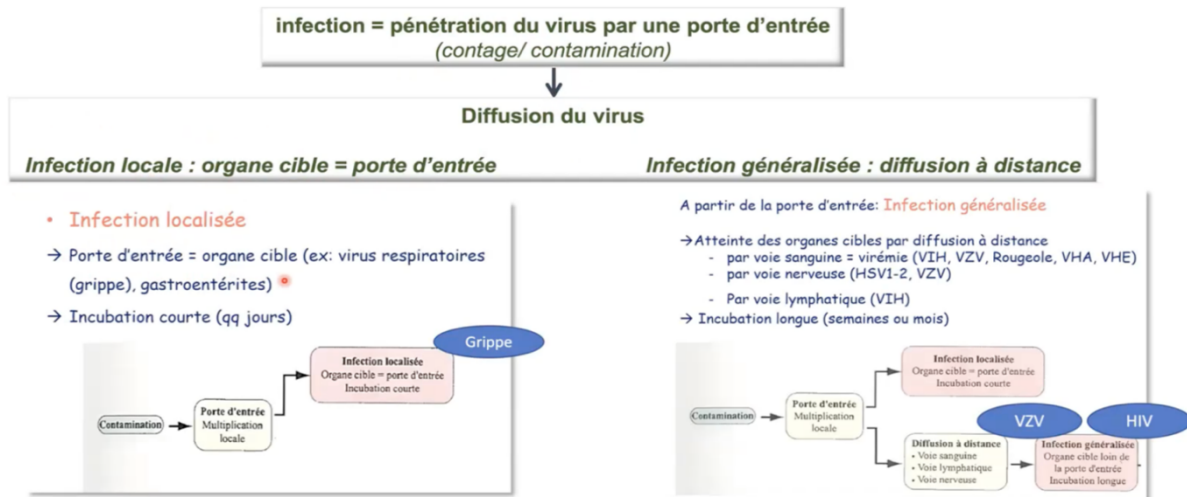 infection = pénétration du virus par une porte d'entrée
(contage/ contamination)
Diffusion du virus
Infection locale : organe cible = porte d'entrée
Infection généralisée : diffusion à distance
• Infection localisée
→ Porte d'entrée = organe cible (ex: virus respiratoires
(grippe), gastroentérites)
→ Incubation courte (qq jours)
Grippe
Infection localisée
Organe cible = porte d'entrée
Incubation courte
Contamination
Porte d'entrée
Multiplication
locale
A partir de la porte d'entrée: Infection généralisée
→Atteinte des organes cibles par diffusion à distance
- par voie sanguine = virémie (VIH, VZV, Rougeole, VHA, VHE)
- par voie nerveuse (HSV1-2, VZV)
- Par voie lymphatique (VIH)
→ Incubation longue (semaines ou mois)
Infection localisée
Organe cible = porte d'entrée
Incubation courte
Contamination
Porte d'entrée
Multiplication
locale
VZV
HIV
Diffusion à distance
• Voie sanguine
• Voie lymphatique
• Voie nerveuse
Infection généralisée
Organe cible loin de
la porte d'entrée
Incubation longue